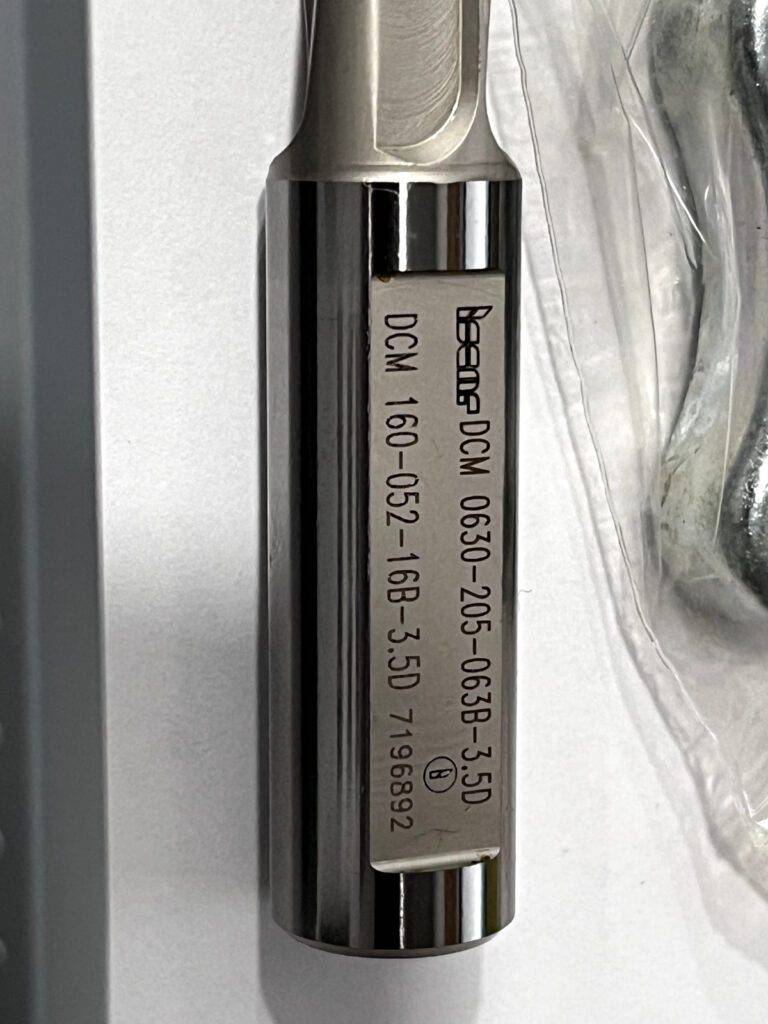 Iscar DCM 0630-205-063B-3.5D
DCM 160-052-16B-3.5D 7196892